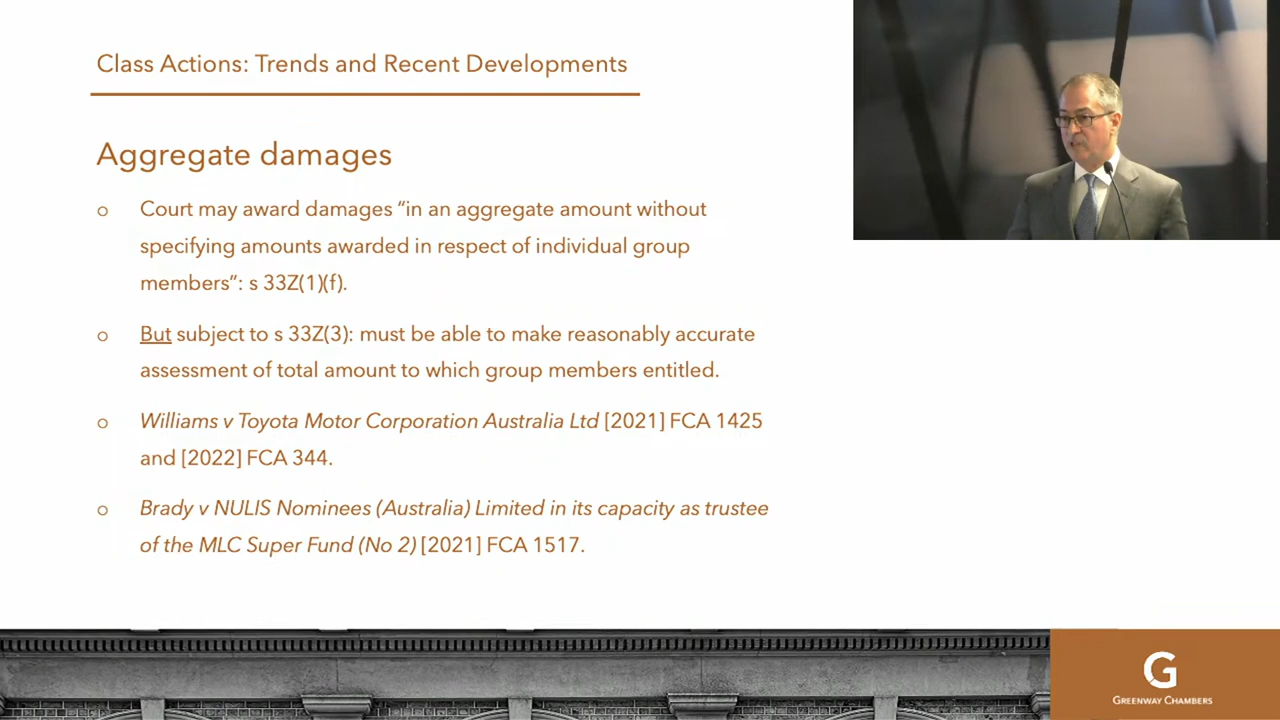 Class Actions: Trends and Recent Developments
Aggregate damages
o Court may award damages “in an aggregate amount without
specifying amounts awarded in respect of individual group
members”: s 33Z(1)(f).
o But subject to s 33Z(3): must be able to make reasonably accurate
assessment of total amount to which group members entitled.
o Williams v Toyota Motor Corporation Australia Ltd [2021] FCA 1425
and [2022] FCA 344.
o Brady v NULIS Nominees (Australia) Limited in its capacity as trustee
of the MLC Super Fund (No 2) [2021] FCA 1517.
G
GREENWAY CHAMBERS